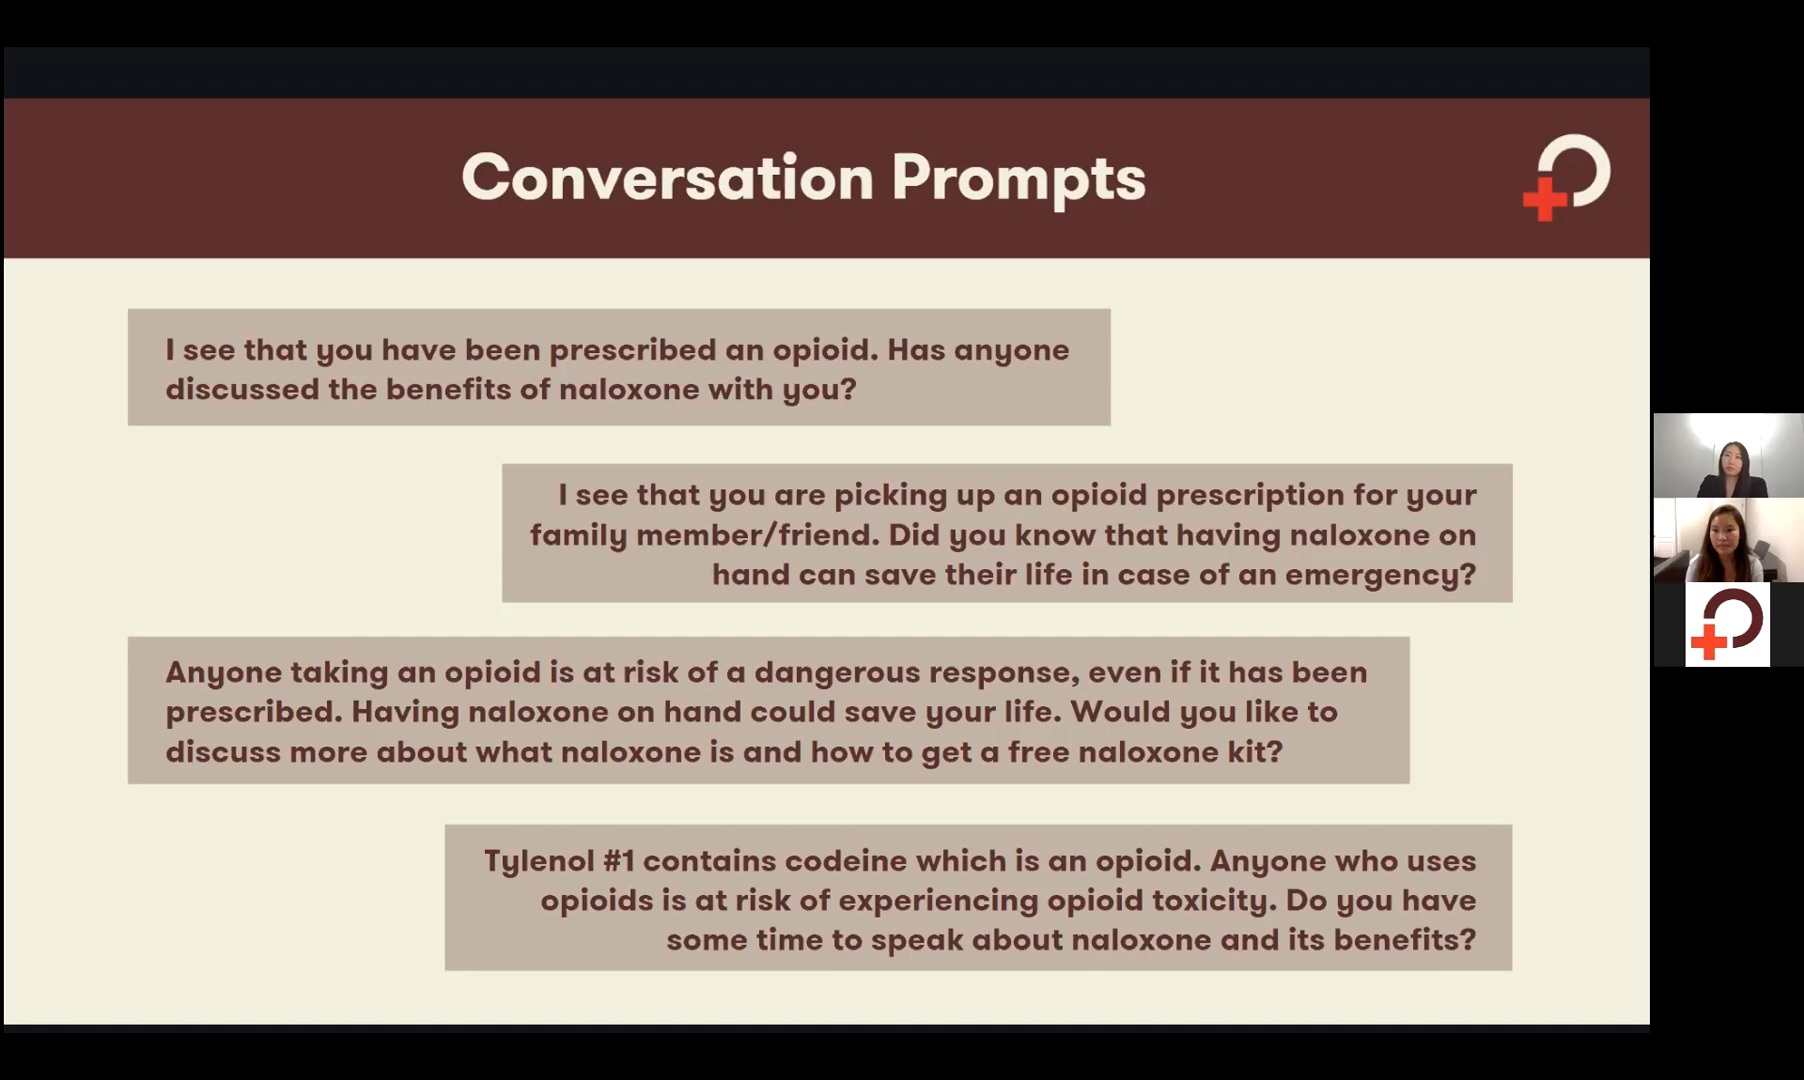 Conversation Prompts
I see that you have been prescribed an opioid. Has anyone
discussed the benefits of naloxone with you?
I see that you are picking up an opioid prescription for your
family member/friend. Did you know that having naloxone on
hand can save their life in case of an emergency?
Anyone taking an opioid is at risk of a dangerous response, even if it has been
prescribed. Having naloxone on hand could save your life. Would you like to
discuss more about what naloxone is and how to get a free naloxone kit?
Tylenol #1 contains codeine which is an opioid. Anyone who uses
opioids is at risk of experiencing opioid toxicity. Do you have
some time to speak about naloxone and its benefits?